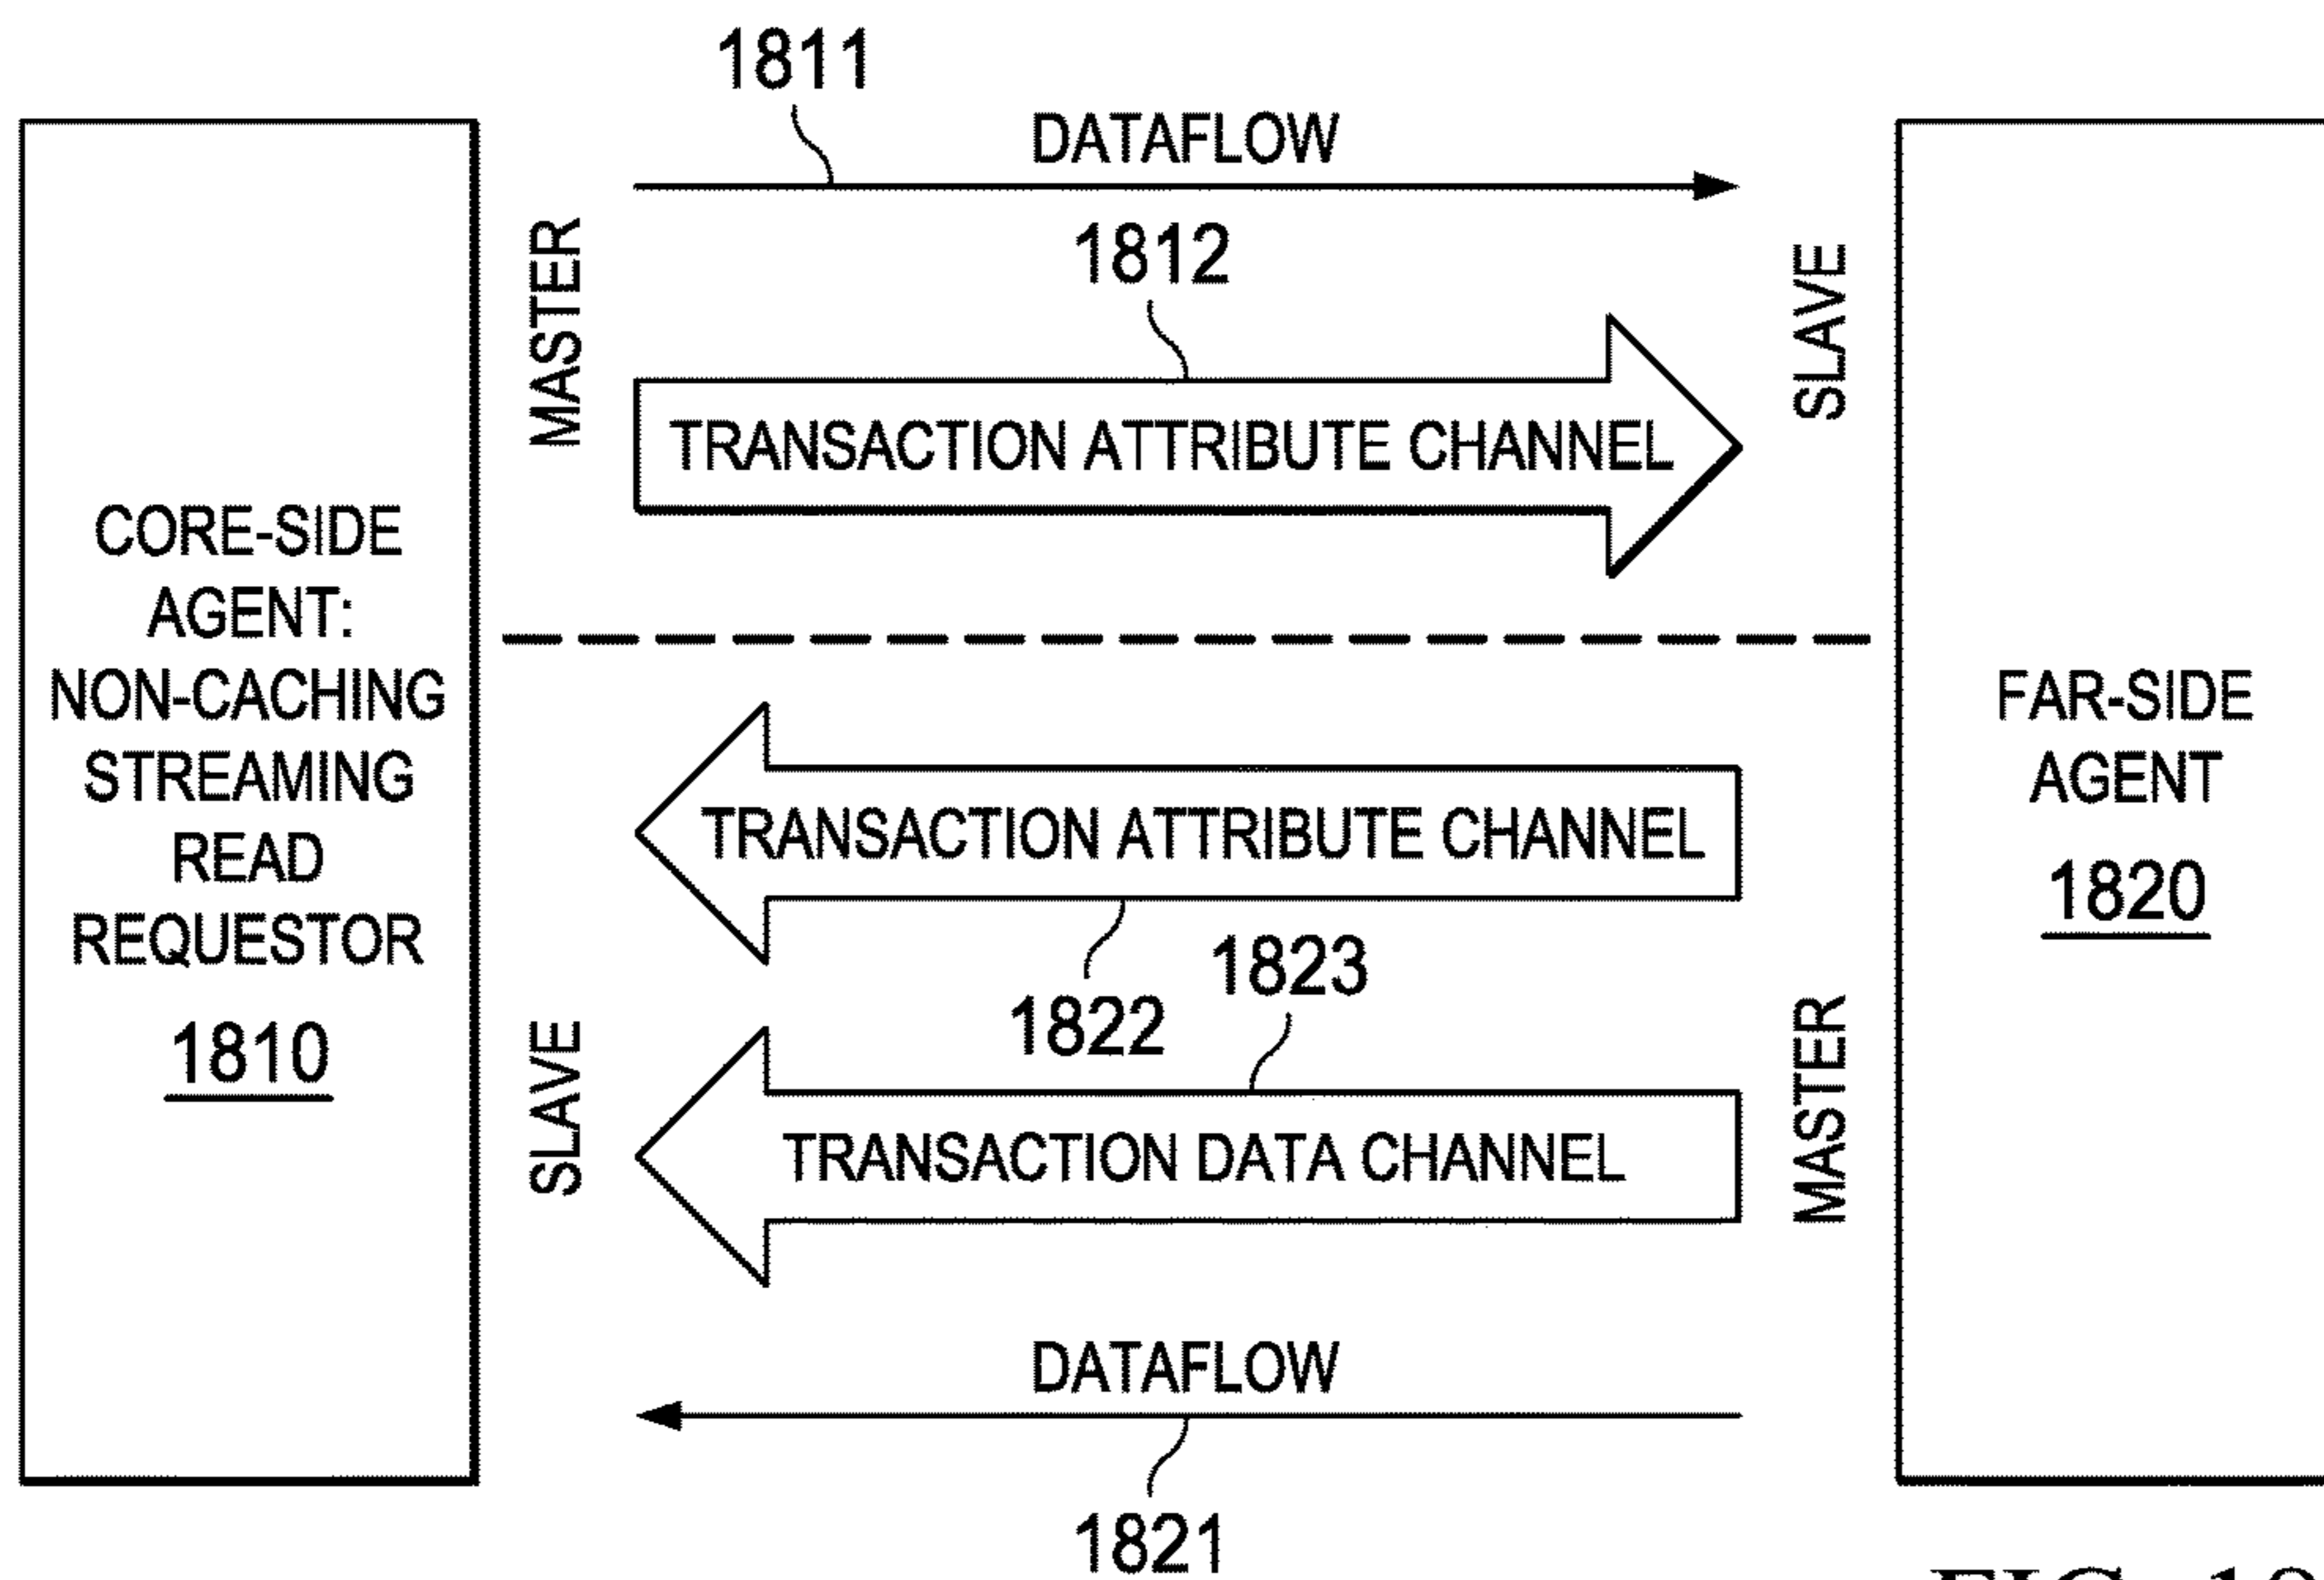 1811
DATAFLOW
1812
MASTER
SLAVE
TRANSACTION ATTRIBUTE CHANNEL
CORE-SIDE
AGENT:
NON-CACHING
STREAMING
READ
REQUESTOR
1810
FAR-SIDE
AGENT
1820
TRANSACTION ATTRIBUTE CHANNEL
1822
1823
SLAVE
MASTER
TRANSACTION DATA CHANNEL
DATAFLOW
1821